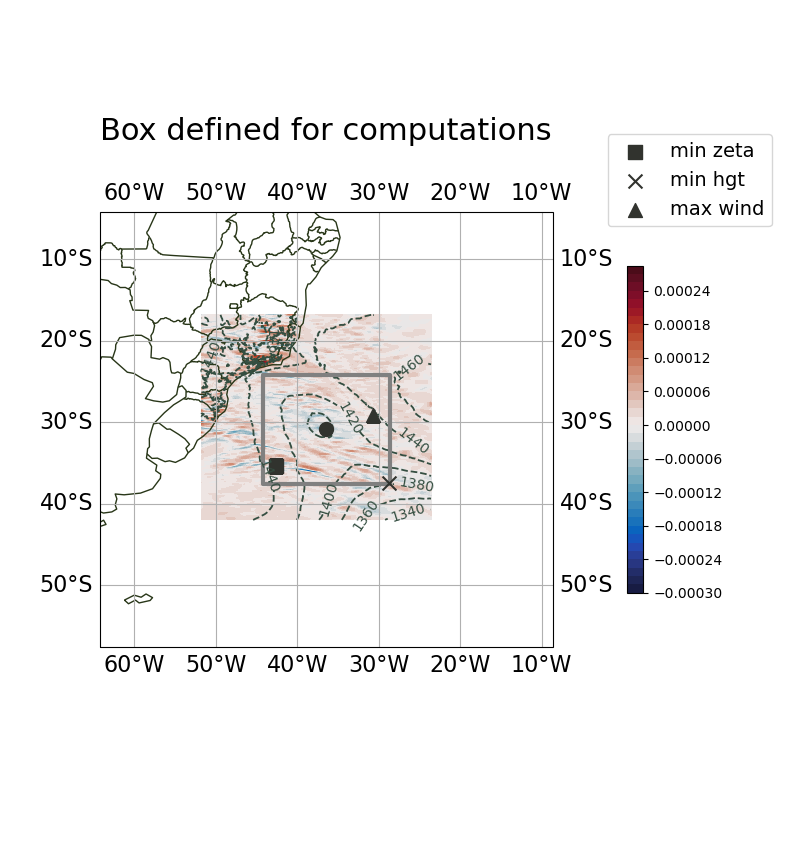 Box defined for computations
min zeta
min hgt
max wind
60°W 50°W 40°W 30°W 20°W 10°W
10°S 10°S
20°S 20°S
30°S 30°S
40°S 40°S
50°S 50°S
60°W 50°W 40°W 30°W 20°W 10°W
1460
1420
1440
1380
1400
1360
1340
0.00024
0.00018
0.00012
0.00006
0.00000
−0.00006
−0.00012
−0.00018
−0.00024
−0.00030